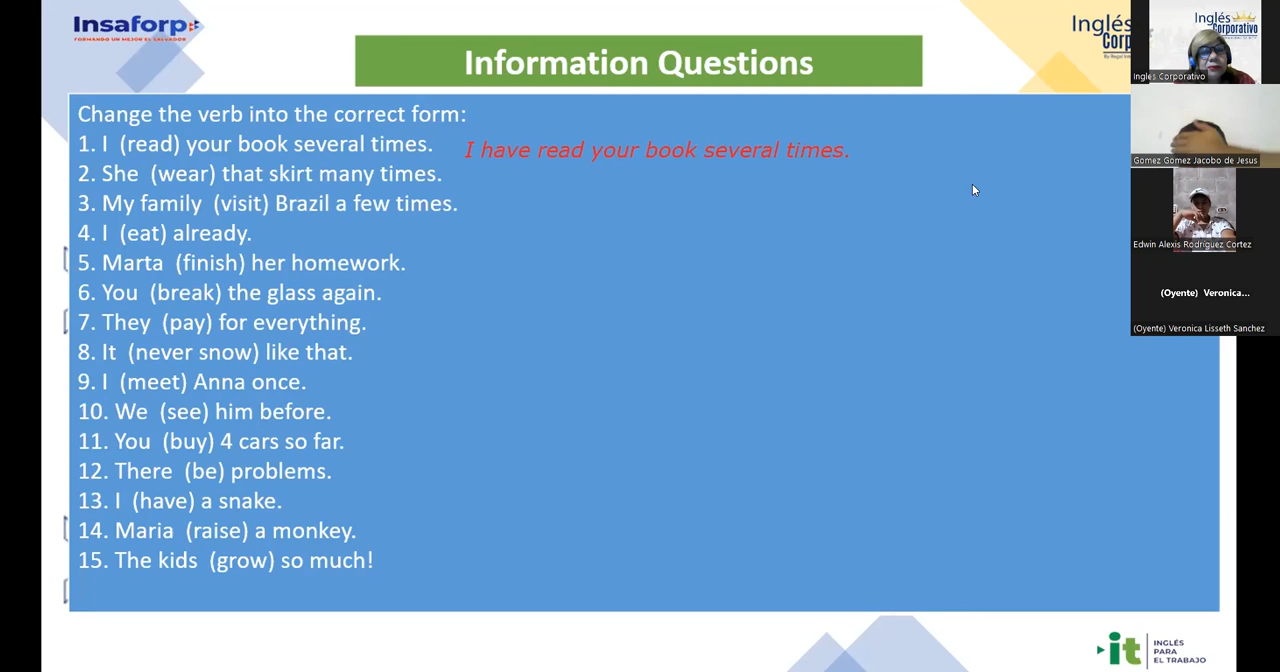 Insaforp
FORMANDO UN MEJOR EL SALVADOR
Inglés
Corp
Inglés
Corporativo
Information Questions
Ingles Corporativo
Change the verb into the correct form:
1. I (read) your book several times.
I have read your book several times.
2. She (wear) that skirt many times.
3. My family (visit) Brazil a few times.
4. I (eat) already.
5. Marta (finish) her homework.
6. You (break) the glass again.
7. They (pay) for everything.
8. It (never snow) like that.
9. I (meet) Anna once.
10. We (see) him before.
11. You (buy) 4 cars so far.
12. There (be) problems.
13. I (have) a snake.
14. Maria (raise) a monkey.
15. The kids (grow) so much!
Gomez Gomez Jacobo de Jesus
Edwin Alexis Rodríguez Cortez
(Oyente) Veronica...
(Oyente) Veronica Lisseth Sanchez
it
INGLÉS
PARA
EL TRABAJO